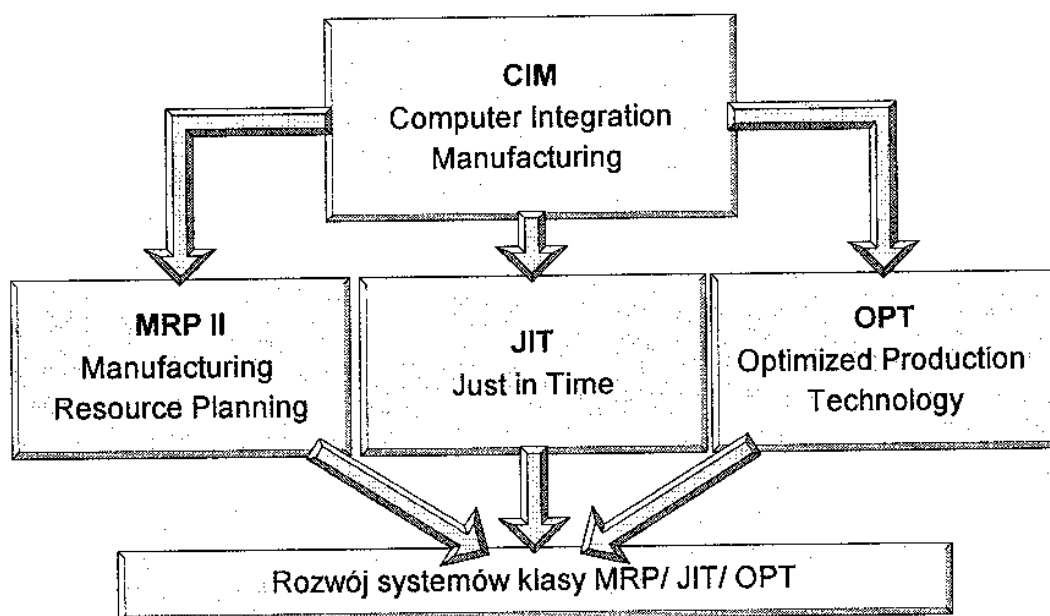 CIM
Computer Integration
Manufacturing
MRP II
Manufacturing
Resource Planning
JIT
Just in Time
OPT
Optimized Production
Technology
Rozwój systemów klasy MRP/ JIT/ OPT